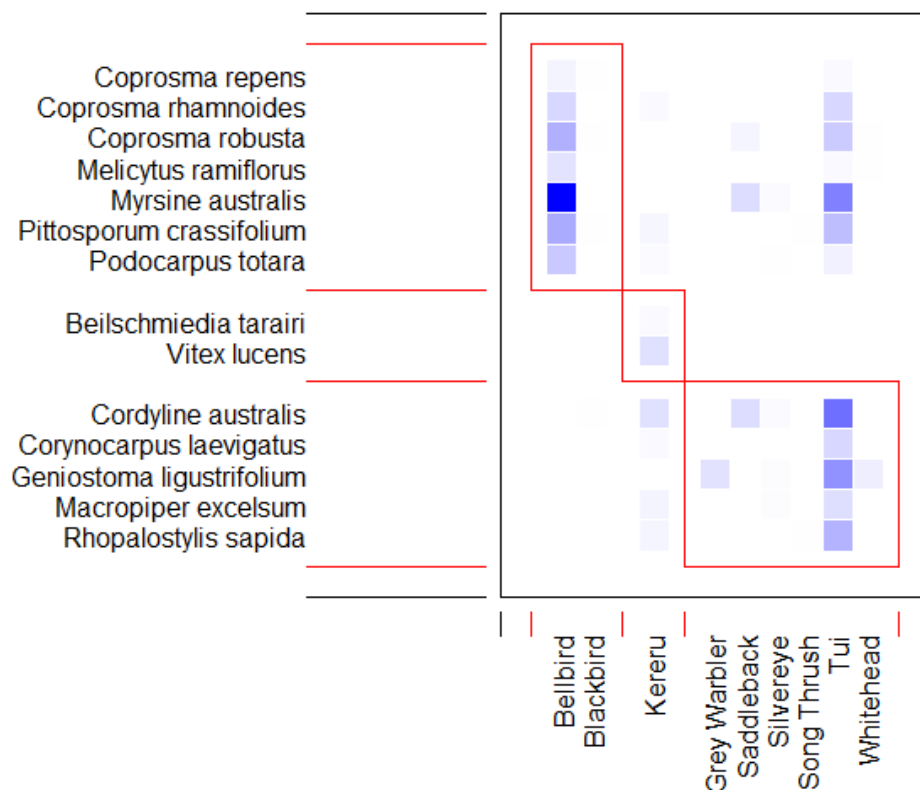 Coprosma repens
Coprosma rhamnoides
Coprosma robusta
Melicytus ramiflorus
Myrsine australis
Pittosporum crassifolium
Podocarpus totara
Beilschmiedia tarairi
Vitex lucens
Cordyline australis
Corynocarpus laevigatus
Geniostoma ligustrifolium
Macropiper excelsum
Rhopalostylis sapida
Bellbird
Blackbird
Kereru
Grey Warbler
Saddleback
Silvereye
Song Thrush
Tui
Whitehead